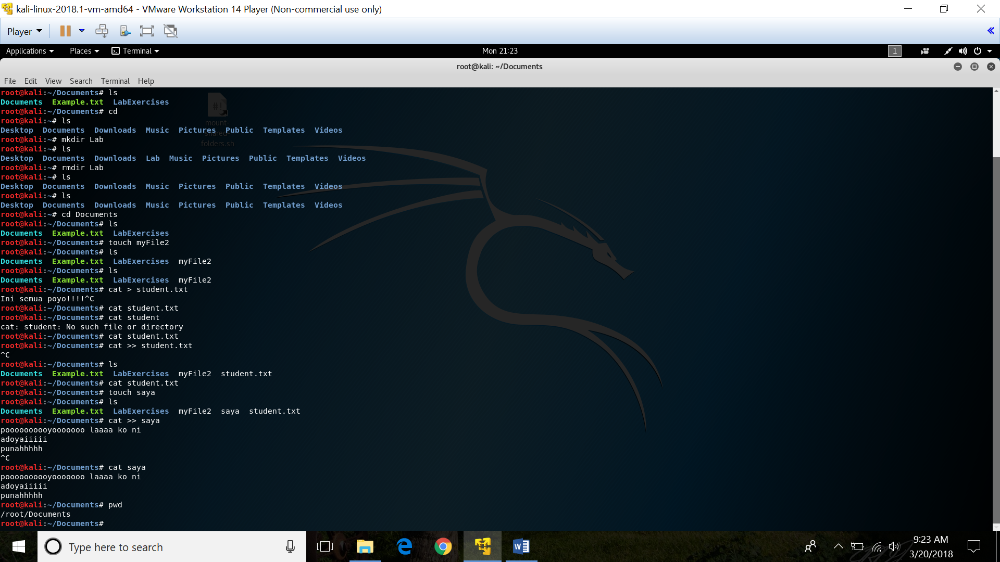 kali-linux-2018.1-vm-amd64 - VMware Workstation 14 Player (Non-commercial use only)
Player
Applications Places Terminal Mon 21:23 1
root@kali: ~/Documents
File Edit View Search Terminal Help
root@kali:~/Documents# ls
Documents  Example.txt  LabExercises
root@kali:~/Documents# cd
root@kali:~# ls
Desktop  Documents  Downloads  Music  Pictures  Public  Templates  Videos
root@kali:~# mkdir Lab
root@kali:~# ls
Desktop  Documents  Downloads  Lab  Music  Pictures  Public  Templates  Videos
root@kali:~# rmdir Lab
root@kali:~# ls
Desktop  Documents  Downloads  Music  Pictures  Public  Templates  Videos
root@kali:~# ls
Desktop  Documents  Downloads  Music  Pictures  Public  Templates  Videos
root@kali:~# cd Documents
root@kali:~/Documents# ls
Documents  Example.txt  LabExercises
root@kali:~/Documents# touch myFile2
root@kali:~/Documents# ls
Documents  Example.txt  LabExercises  myFile2
root@kali:~/Documents# ls
Documents  Example.txt  LabExercises  myFile2
root@kali:~/Documents# cat > student.txt
Ini semua poyo!!!!^C
root@kali:~/Documents# cat student.txt
root@kali:~/Documents# cat student
cat: student: No such file or directory
root@kali:~/Documents# cat student.txt
root@kali:~/Documents# cat >> student.txt
^C
root@kali:~/Documents# ls
Documents  Example.txt  LabExercises  myFile2  student.txt
root@kali:~/Documents# cat student.txt
root@kali:~/Documents# touch saya
root@kali:~/Documents# ls
Documents  Example.txt  LabExercises  myFile2  saya  student.txt
root@kali:~/Documents# cat >> saya
poooooooooyooooooo laaaa ko ni
adoyaiiiii
punahhhhh
^C
root@kali:~/Documents# cat saya
poooooooooyooooooo laaaa ko ni
adoyaiiiii
punahhhhh
root@kali:~/Documents# pwd
/root/Documents
root@kali:~/Documents#
#!
mount-
shared-
folders.sh
Type here to search
9:23 AM
3/20/2018